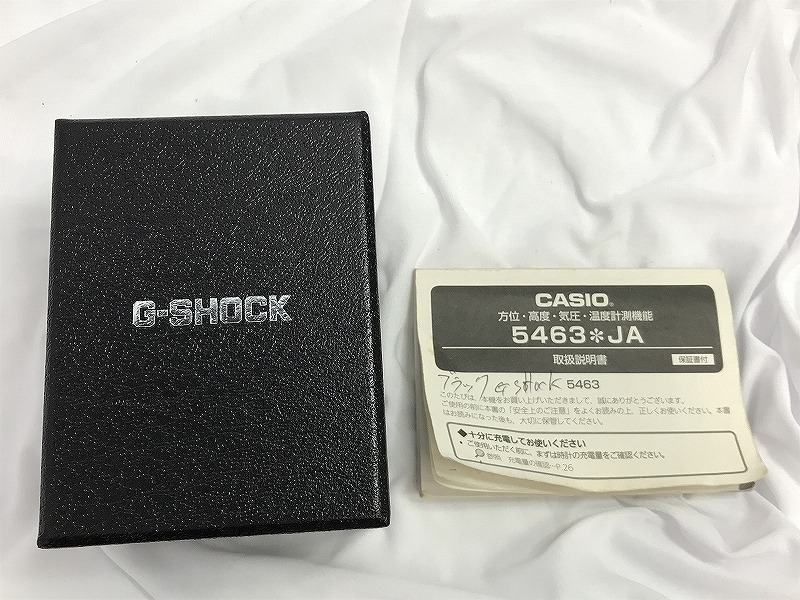 G-SHOCK
CASIO®
方位・高度・気圧・温度計測機能
5463*JA
取扱説明書 保証書付
ブラック G SHOCK 5463
このたびは、本機をお買い上げいただきまして、誠にありがとうございます。
ご使用の前に本書の「安全上のご注意」をよくお読みの上、正しくお使いください。本書
はお読みになった後も、大切に保管してください。
◆十分に充電してお使いください
• ご使用いただく前に、まずは時計の充電量をご確認ください。
参照 充電量の確認…P.26